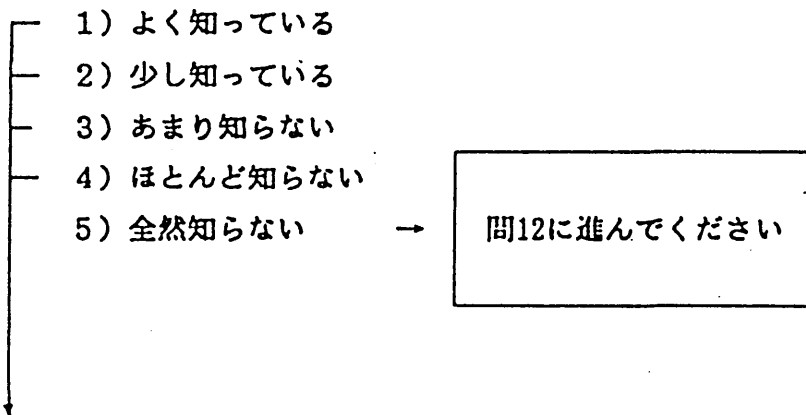 1）よく知っている
2）少し知っている
3）あまり知らない
4）ほとんど知らない
5）全然知らない → 問12に進んでください